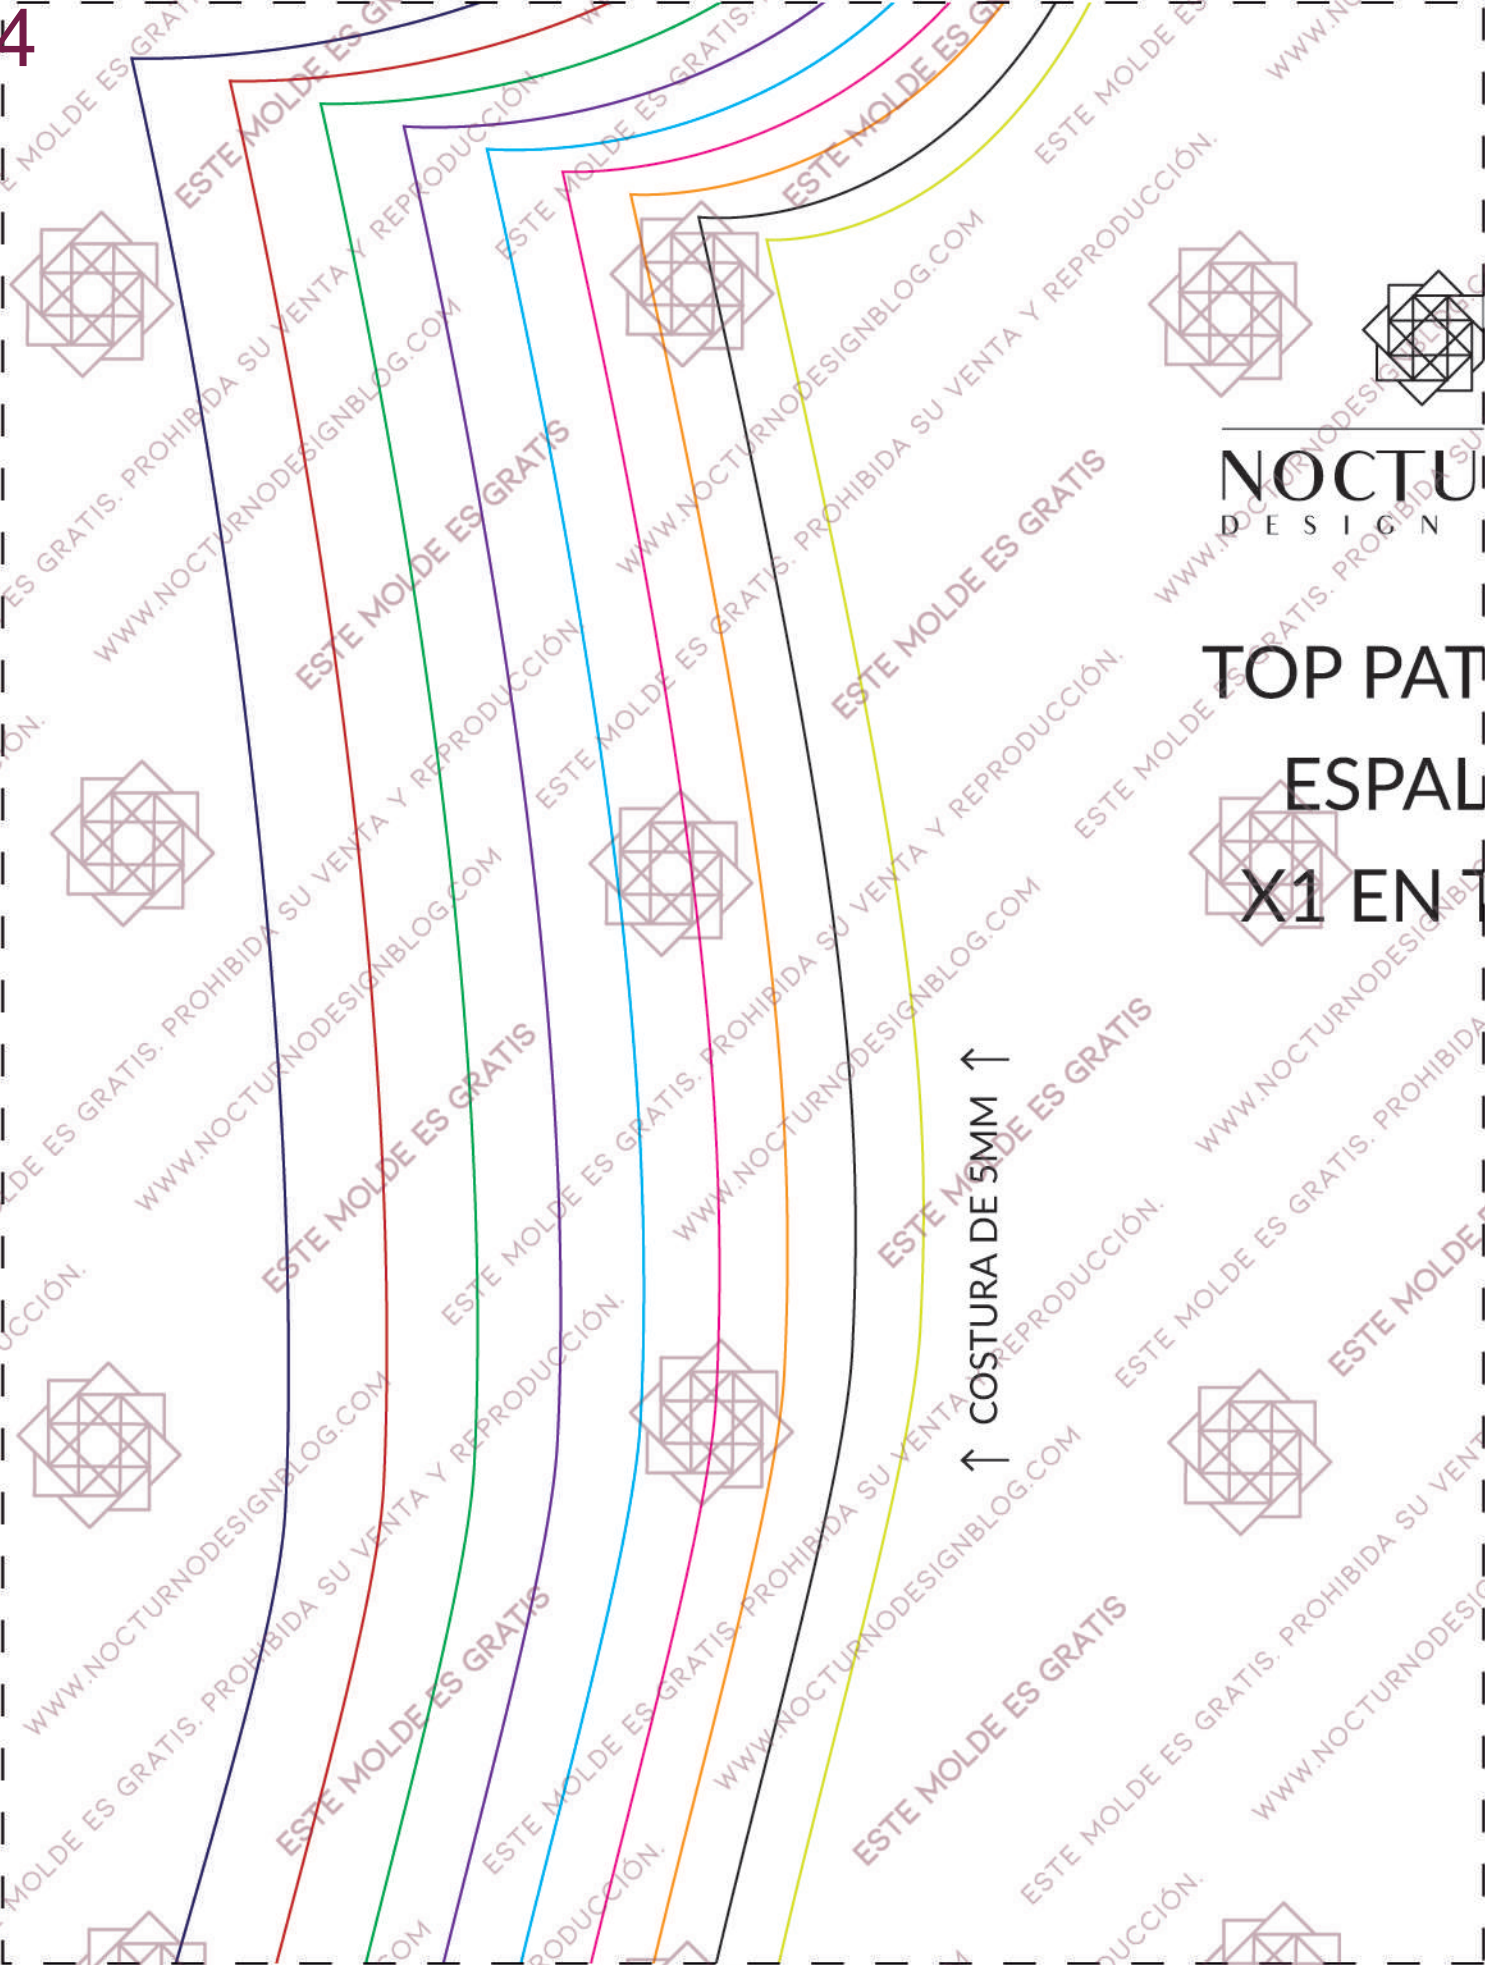 4
NOCTU
DESIGN
TOP PAT
ESPAL
X1 EN T
← COSTURA DE 5MM →
ESTE MOLDE ES GRATIS
ESTE MOLDE ES GRATIS. PROHIBIDA SU VENTA Y REPRODUCCIÓN.
WWW.NOCTURNODESIGNBLOG.COM